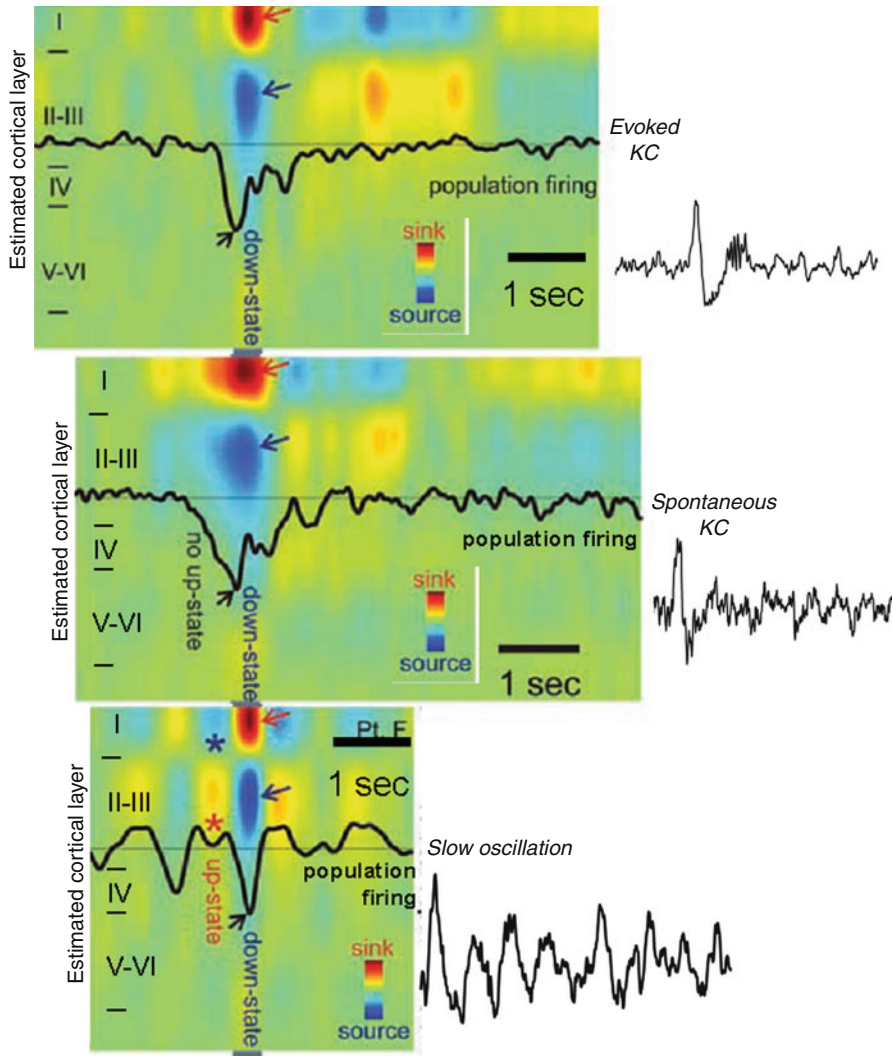 Estimated cortical layer
I
II-III
IV
V-VI
population firing
down-state
sink
source
1 sec
Evoked
KC
Estimated cortical layer
I
II-III
IV
V-VI
no up-state
down-state
population firing
sink
source
1 sec
Spontaneous
KC
Estimated cortical layer
I
II-III
IV
V-VI
*
*
up-state
down-state
Pt. F
1 sec
population
firing
sink
source
Slow oscillation